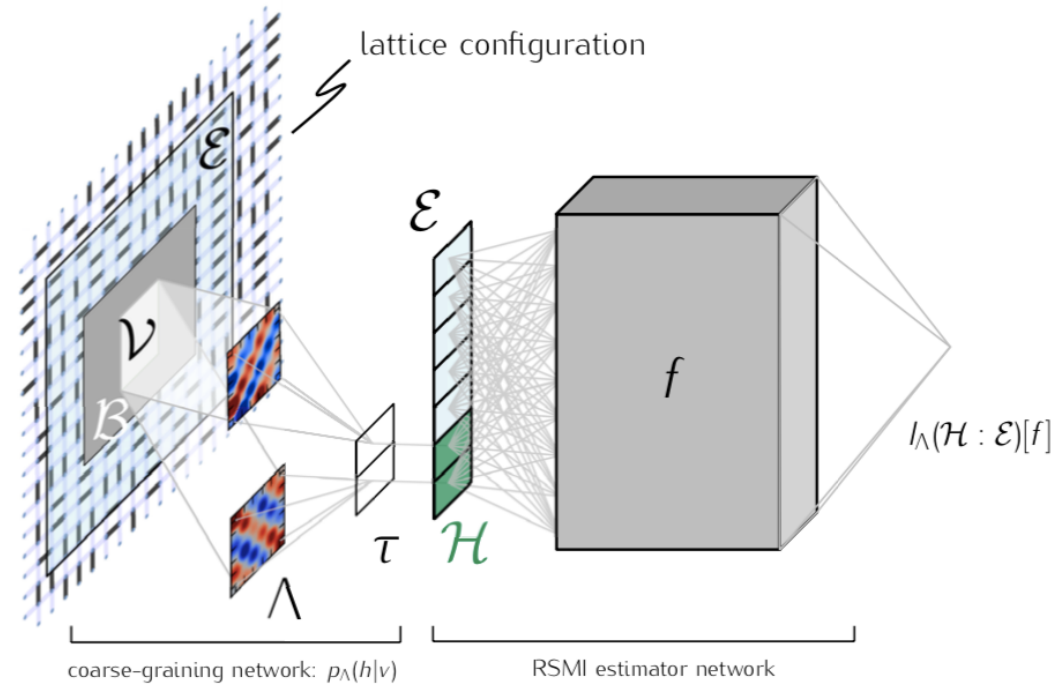 lattice configuration
ℰ
ℰ
𝒱
ℬ
f
I_Λ(ℋ : ℰ)[f]
τ
ℋ
Λ
coarse-graining network: p_Λ(h|v)
RSMI estimator network